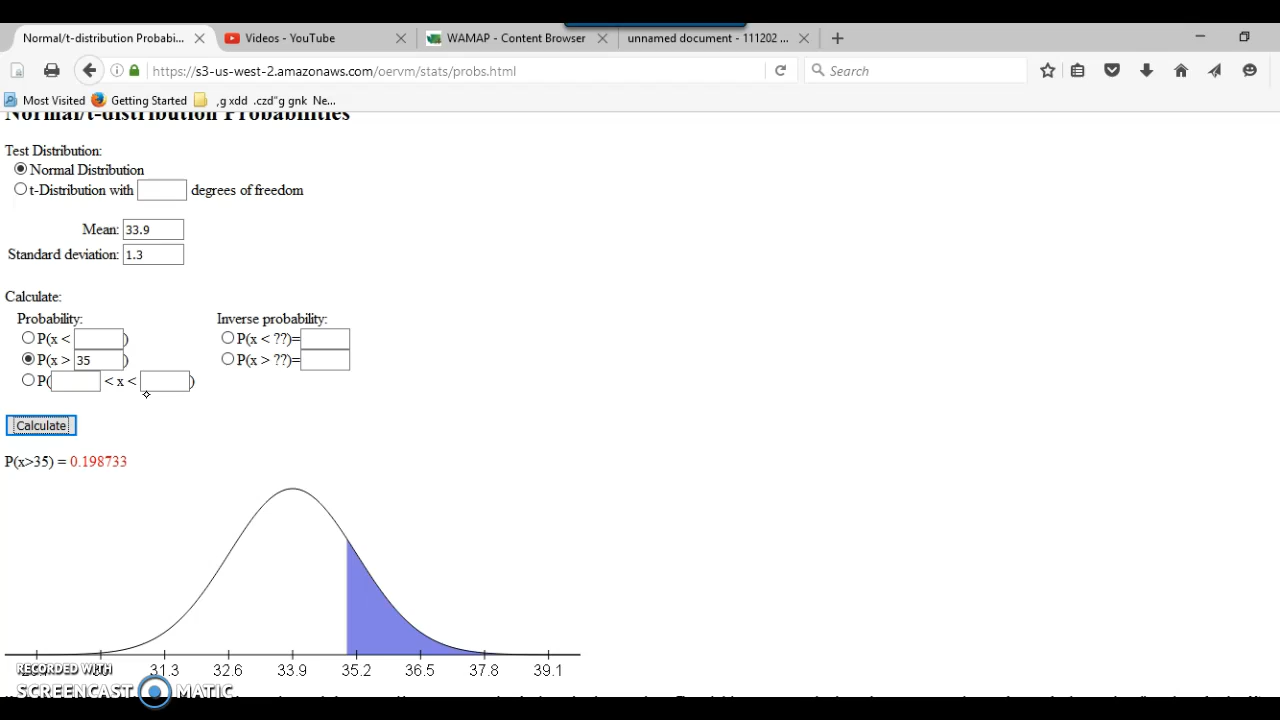 Normal/t-distribution Probabi... Videos - YouTube WAMAP - Content Browser unnamed document - 111202 ...
https://s3-us-west-2.amazonaws.com/oervm/stats/probs.html Search
Most Visited Getting Started ,g xdd .czd"g gnk Ne...
Normal/t-distribution Probabilities
Test Distribution:
Normal Distribution
t-Distribution with degrees of freedom
Mean: 33.9
Standard deviation: 1.3
Calculate:
Probability: Inverse probability:
P(x < ) P(x < ??)=
P(x > 35 ) P(x > ??)=
P( < x < )
Calculate
P(x>35) = 0.198733
31.3 32.6 33.9 35.2 36.5 37.8 39.1
RECORDED WITH
SCREENCAST MATIC